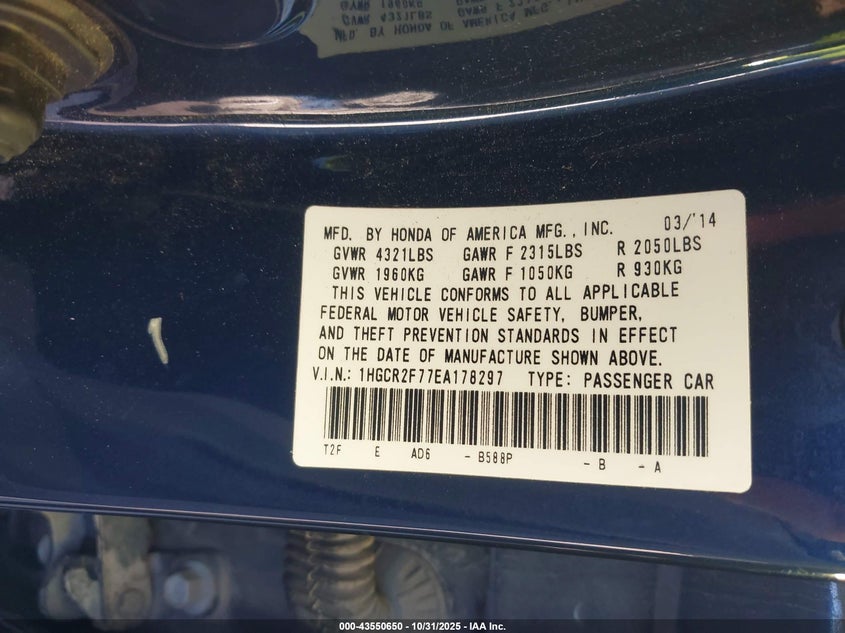 MFD. BY HONDA OF AMERICA MFG., INC. 03/'14
GVWR 4321LBS GAWR F 2315LBS R 2050LBS
GVWR 1960KG GAWR F 1050KG R 930KG
THIS VEHICLE CONFORMS TO ALL APPLICABLE
FEDERAL MOTOR VEHICLE SAFETY, BUMPER,
AND THEFT PREVENTION STANDARDS IN EFFECT
ON THE DATE OF MANUFACTURE SHOWN ABOVE.
V.I.N.: 1HGCR2F77EA178297 TYPE: PASSENGER CAR
T2F E AD6 - B588P - B - A
000-43550650 / 10/31/2025 - IAA Inc.